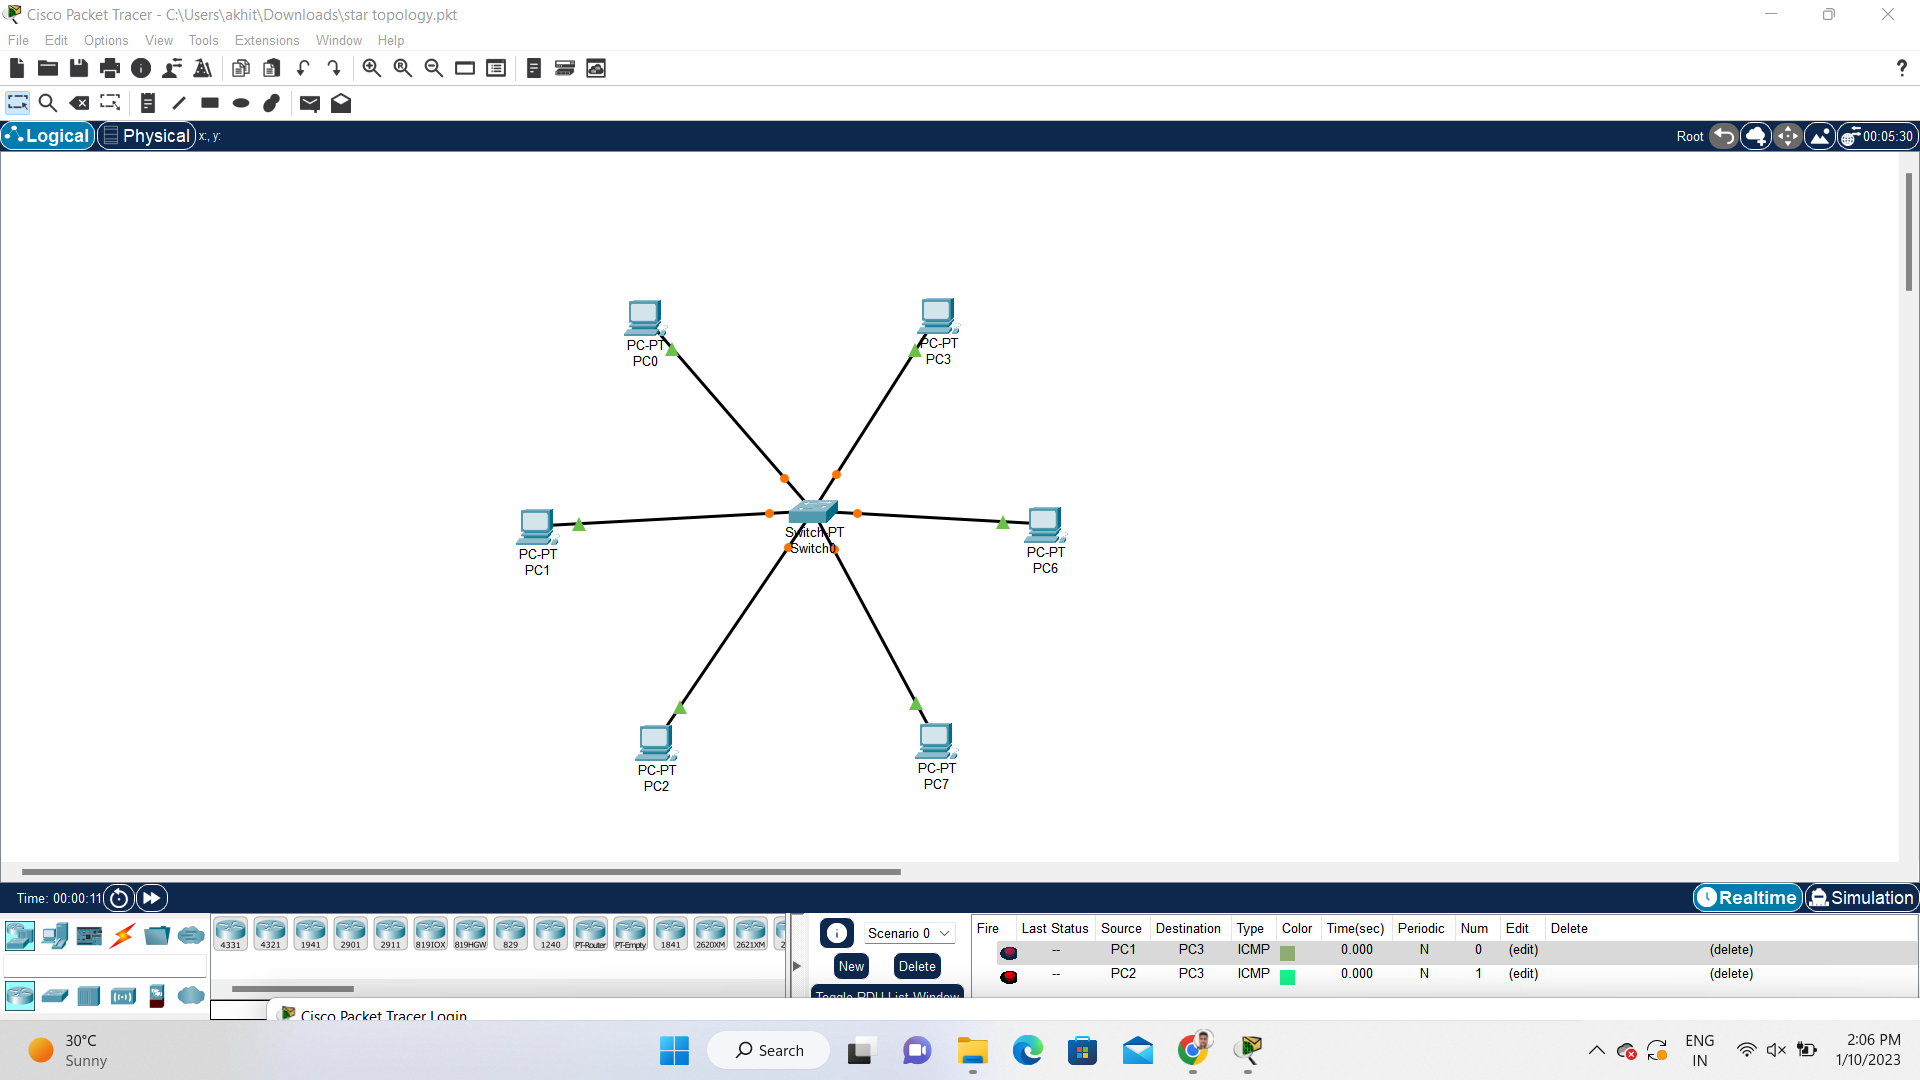 Cisco Packet Tracer - C:\Users\akhit\Downloads\star topology.pkt
File Edit Options View Tools Extensions Window Help
Logical Physical x:, y: Root 00:05:30
PC-PT
PC0
PC-PT
PC3
PC-PT
PC1
Switch-PT
Switch0
PC-PT
PC6
PC-PT
PC2
PC-PT
PC7
Time: 00:00:11 Realtime Simulation
4331 4321 1941 2901 2911 819IOX 819HGW 829 1240 PT-Router PT-Empty 1841 2620XM 2621XM 2
Scenario 0
New Delete
Toggle PDU List Window
Fire Last Status Source Destination Type Color Time(sec) Periodic Num Edit Delete
-- PC1 PC3 ICMP 0.000 N 0 (edit) (delete)
-- PC2 PC3 ICMP 0.000 N 1 (edit) (delete)
Cisco Packet Tracer Login
30°C
Sunny
Search
ENG
IN
2:06 PM
1/10/2023